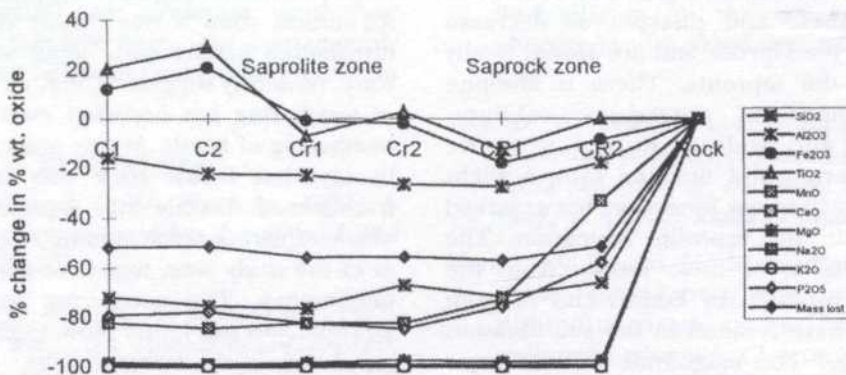 40
20
0
-20
-40
-60
-80
-100
% change in % wt. oxide
Saprolite zone
Saprock zone
C1 C2 Cr1 Cr2 CR1 CR2 Rock
SiO2
Al2O3
Fe2O3
TiO2
MnO
CaO
MgO
Na2O
K2O
P2O5
Mass lost